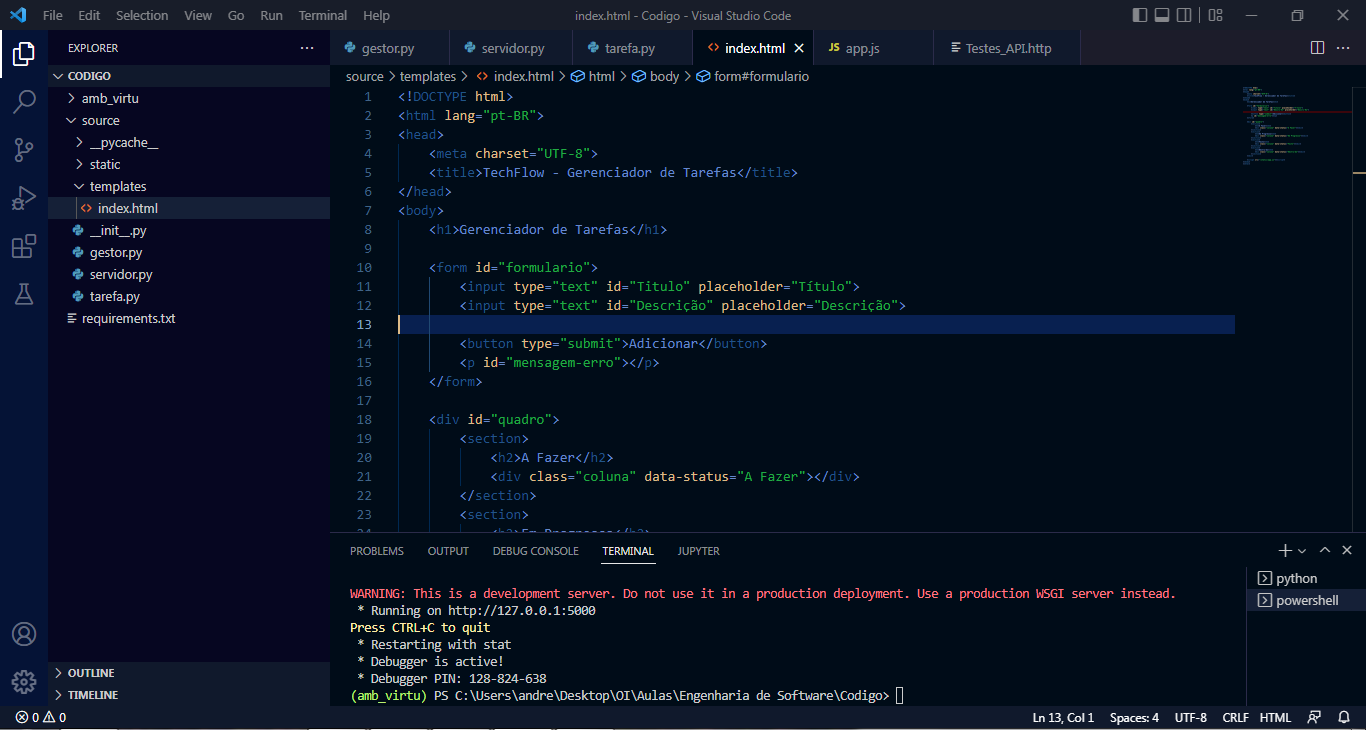 File Edit Selection View Go Run Terminal Help index.html - Codigo - Visual Studio Code
EXPLORER
gestor.py servidor.py tarefa.py index.html app.js Testes_API.http
CODIGO
amb_virtu
source
__pycache__
static
templates
index.html
__init__.py
gestor.py
servidor.py
tarefa.py
requirements.txt
OUTLINE
TIMELINE
source > templates > index.html > html > body > form#formulario
1 <!DOCTYPE html>
2 <html lang="pt-BR">
3 <head>
4 <meta charset="UTF-8">
5 <title>TechFlow - Gerenciador de Tarefas</title>
6 </head>
7 <body>
8 <h1>Gerenciador de Tarefas</h1>
9
10 <form id="formulario">
11 <input type="text" id="Titulo" placeholder="Título">
12 <input type="text" id="Descrição" placeholder="Descrição">
13
14 <button type="submit">Adicionar</button>
15 <p id="mensagem-erro"></p>
16 </form>
17
18 <div id="quadro">
19 <section>
20 <h2>A Fazer</h2>
21 <div class="coluna" data-status="A Fazer"></div>
22 </section>
23 <section>
24 <h2>Em Progresso</h2>
PROBLEMS OUTPUT DEBUG CONSOLE TERMINAL JUPYTER
WARNING: This is a development server. Do not use it in a production deployment. Use a production WSGI server instead.
* Running on http://127.0.0.1:5000
Press CTRL+C to quit
* Restarting with stat
* Debugger is active!
* Debugger PIN: 128-824-638
(amb_virtu) PS C:\Users\andre\Desktop\OI\Aulas\Engenharia de Software\Codigo>
python
powershell
0 0 Ln 13, Col 1 Spaces: 4 UTF-8 CRLF HTML